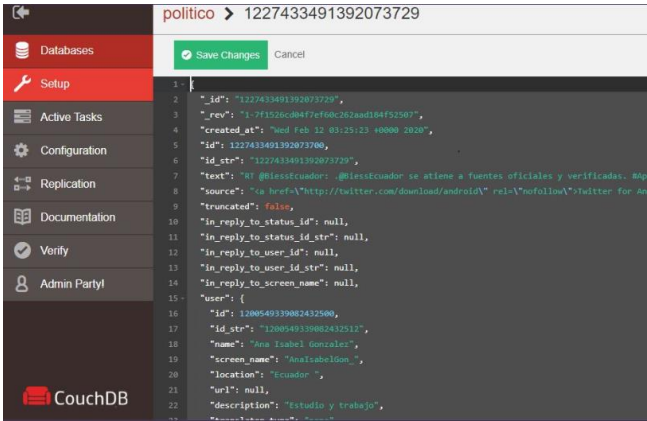 politico > 1227433491392073729
Databases
Setup
Active Tasks
Configuration
Replication
Documentation
Verify
Admin Party!
CouchDB
Save Changes Cancel
1 {
2 "_id": "1227433491392073729",
3 "_rev": "1-7f1526cd04f7ef60c262aad184f52507",
4 "created_at": "Wed Feb 12 03:25:23 +0000 2020",
5 "id": 1227433491392073700,
6 "id_str": "1227433491392073729",
7 "text": "RT @BiessEcuador: .@BiessEcuador se atiene a fuentes oficiales y verificadas. #Ap
8 "source": "<a href=\"http://twitter.com/download/android\" rel=\"nofollow\">Twitter for An
9 "truncated": false,
10 "in_reply_to_status_id": null,
11 "in_reply_to_status_id_str": null,
12 "in_reply_to_user_id": null,
13 "in_reply_to_user_id_str": null,
14 "in_reply_to_screen_name": null,
15 "user": {
16 "id": 1200549339082432500,
17 "id_str": "1200549339082432512",
18 "name": "Ana Isabel Gonzalez",
19 "screen_name": "AnaIsabelGon_",
20 "location": "Ecuador ",
21 "url": null,
22 "description": "Estudio y trabajo",